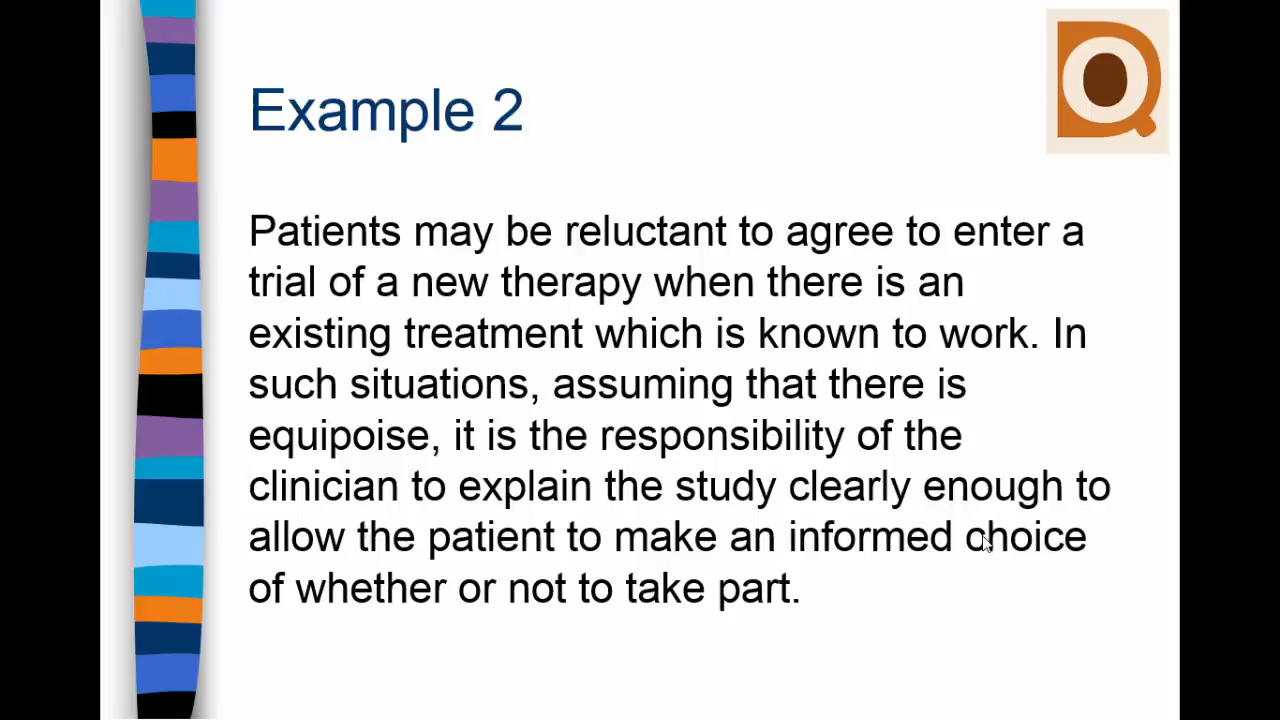 Example 2
Patients may be reluctant to agree to enter a
trial of a new therapy when there is an
existing treatment which is known to work. In
such situations, assuming that there is
equipoise, it is the responsibility of the
clinician to explain the study clearly enough to
allow the patient to make an informed choice
of whether or not to take part.